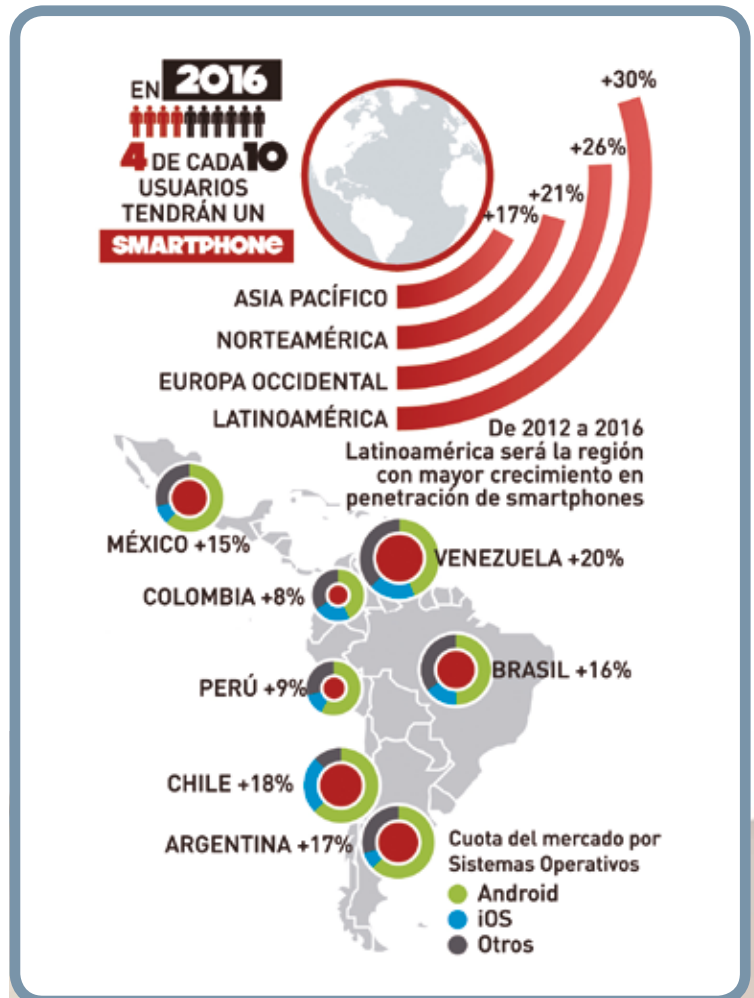 EN 2016
4 DE CADA 10
USUARIOS
TENDRÁN UN
SMARTPHONE
+30%
+26%
+21%
+17%
ASIA PACÍFICO
NORTEAMÉRICA
EUROPA OCCIDENTAL
LATINOAMÉRICA
De 2012 a 2016
Latinoamérica será la región
con mayor crecimiento en
penetración de smartphones
MÉXICO +15%
VENEZUELA +20%
COLOMBIA +8%
BRASIL +16%
PERÚ +9%
CHILE +18%
ARGENTINA +17%
Cuota del mercado por
Sistemas Operativos
Android
iOS
Otros